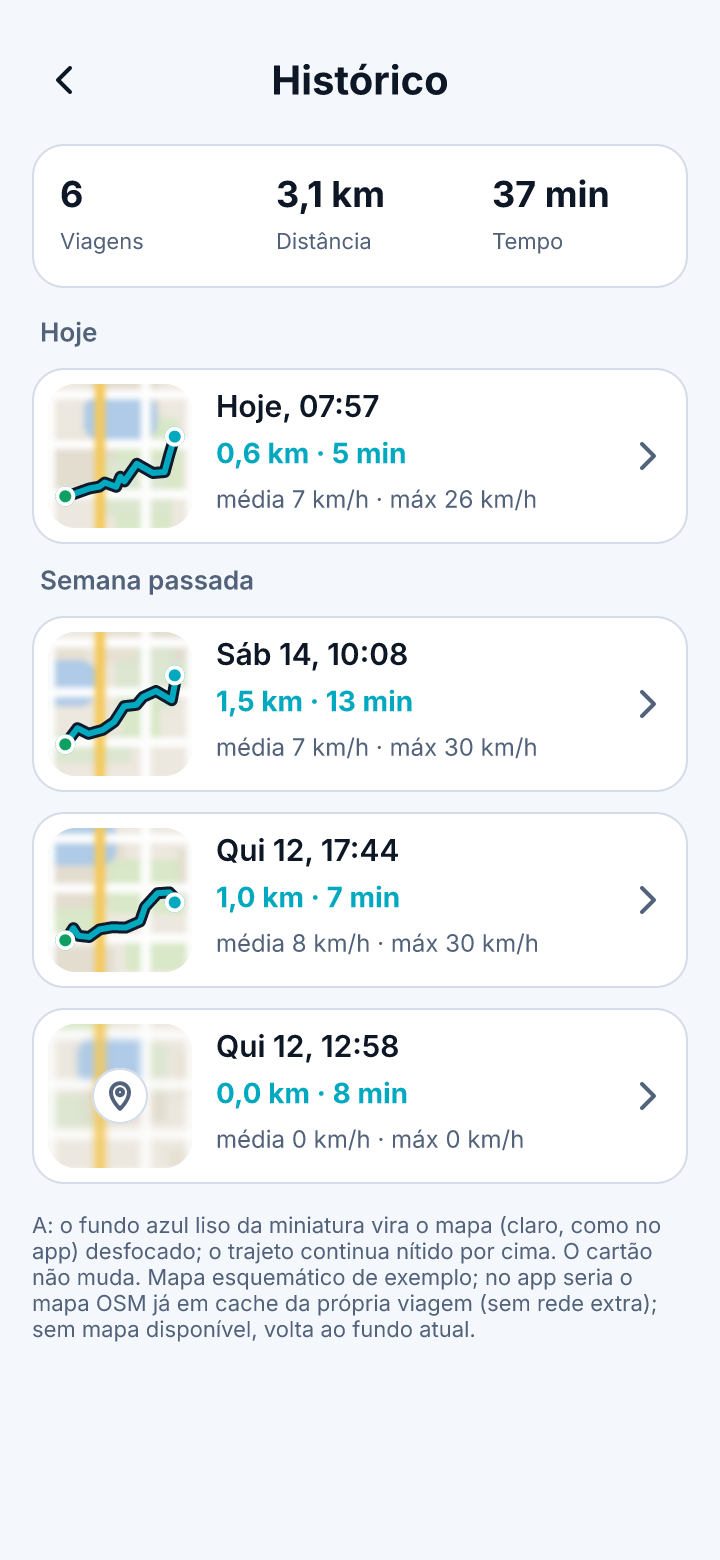 Histórico
6
3,1 km
37 min
Viagens
Distância
Tempo
Hoje
Hoje, 07:57
0,6 km · 5 min
média 7 km/h · máx 26 km/h
Semana passada
Sáb 14, 10:08
1,5 km · 13 min
média 7 km/h · máx 30 km/h
Qui 12, 17:44
1,0 km · 7 min
média 8 km/h · máx 30 km/h
Qui 12, 12:58
0,0 km · 8 min
média 0 km/h · máx 0 km/h
A: o fundo azul liso da miniatura vira o mapa (claro, como no
app) desfocado; o trajeto continua nítido por cima. O cartão
não muda. Mapa esquemático de exemplo; no app seria o
mapa OSM já em cache da própria viagem (sem rede extra);
sem mapa disponível, volta ao fundo atual.